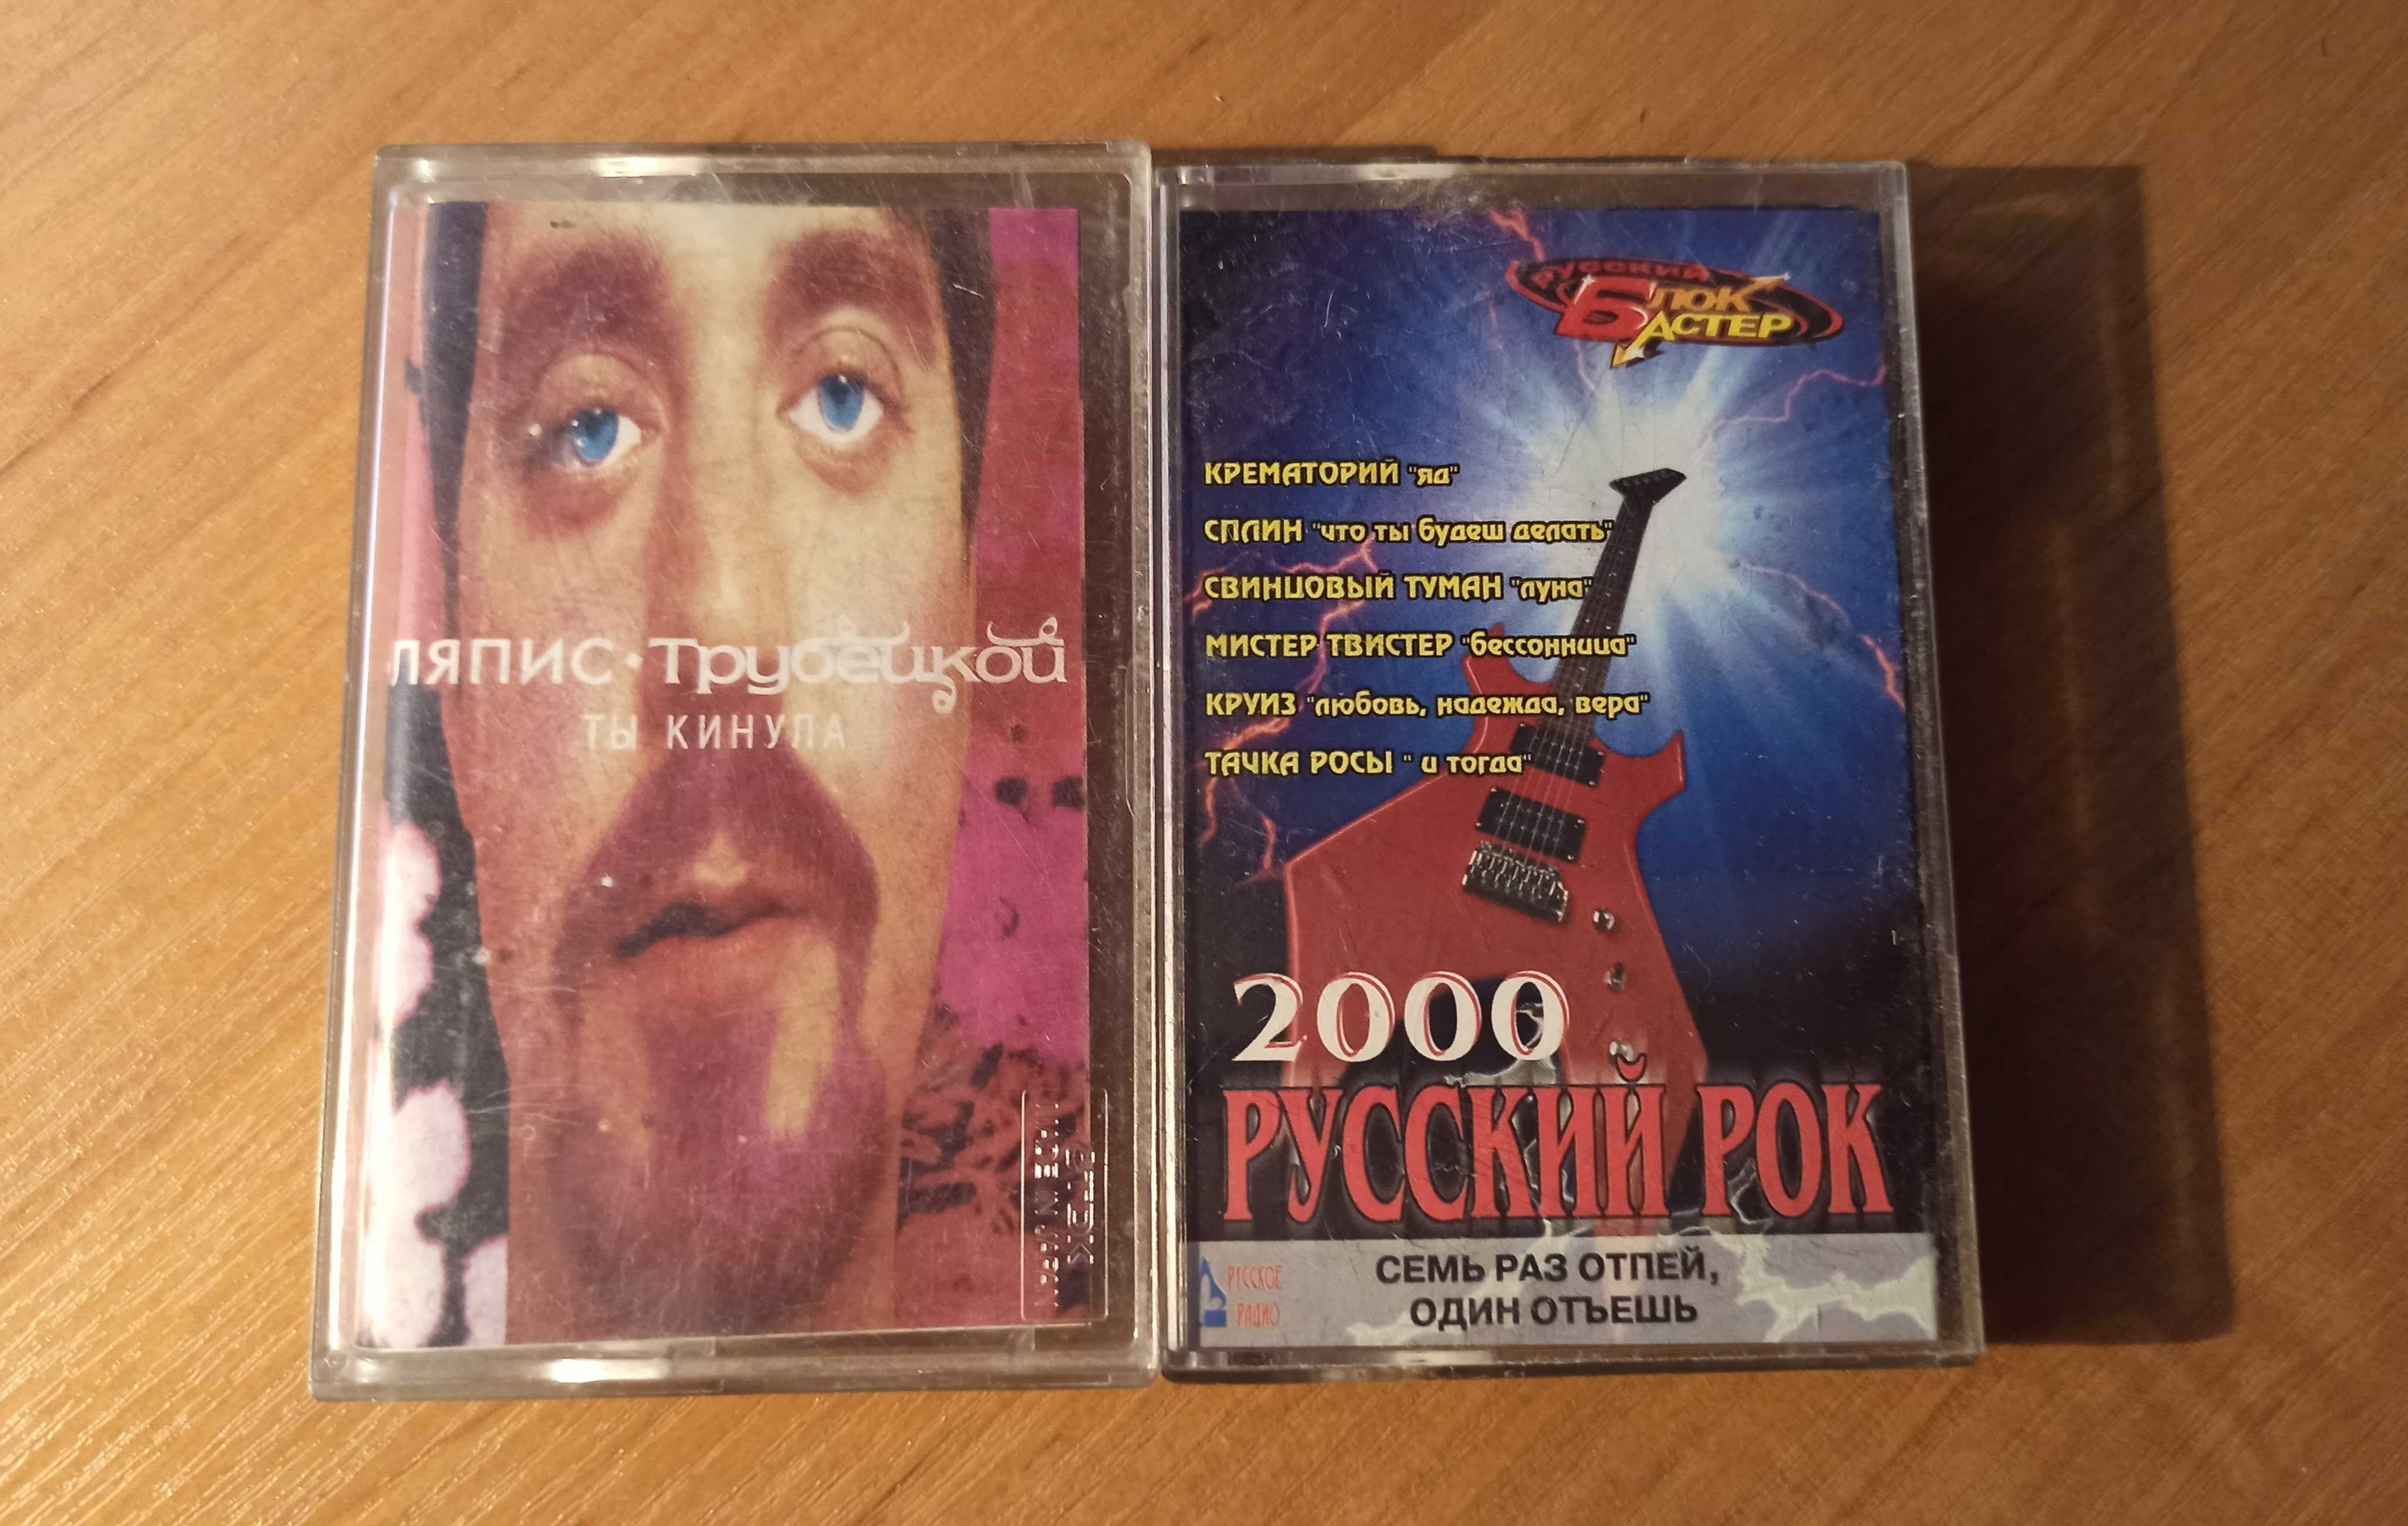 ЛЯПИС · Трубецкой
ТЫ КИНУЛА
РУССКИЙ
БЛОК
БАСТЕР
КРЕМАТОРИЙ "яд"
СПЛИН "что ты будеш делать"
СВИНЦОВЫЙ ТУМАН "луна"
МИСТЕР ТВИСТЕР "бессонница"
КРУИЗ "любовь, надежда, вера"
ТАЧКА РОСЫ " и тогда"
2000
РУССКИЙ РОК
РУССКОЕ
РАДИО
СЕМЬ РАЗ ОТПЕЙ,
ОДИН ОТЪЕШЬ